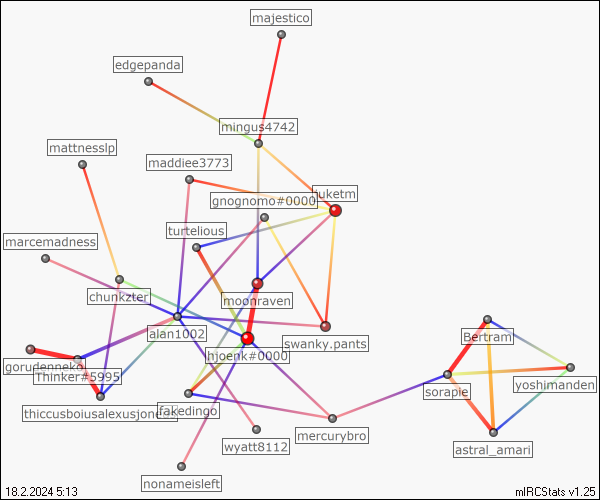 majestico
edgepanda
mingus4742
mattnesslp
maddiee3773
gnognomo#0000
luketm
turtelious
marcemadness
chunkzter
moonraven
alan1002
swanky.pants
Bertram
hjoenk#0000
gorudenneko
Thinker#5995
yoshimanden
sorapie
thiccusboiusalexusjondes
fakedingo
mercurybro
wyatt8112
astral_amari
nonameisleft
18.2.2024 5:13
mIRCStats v1.25